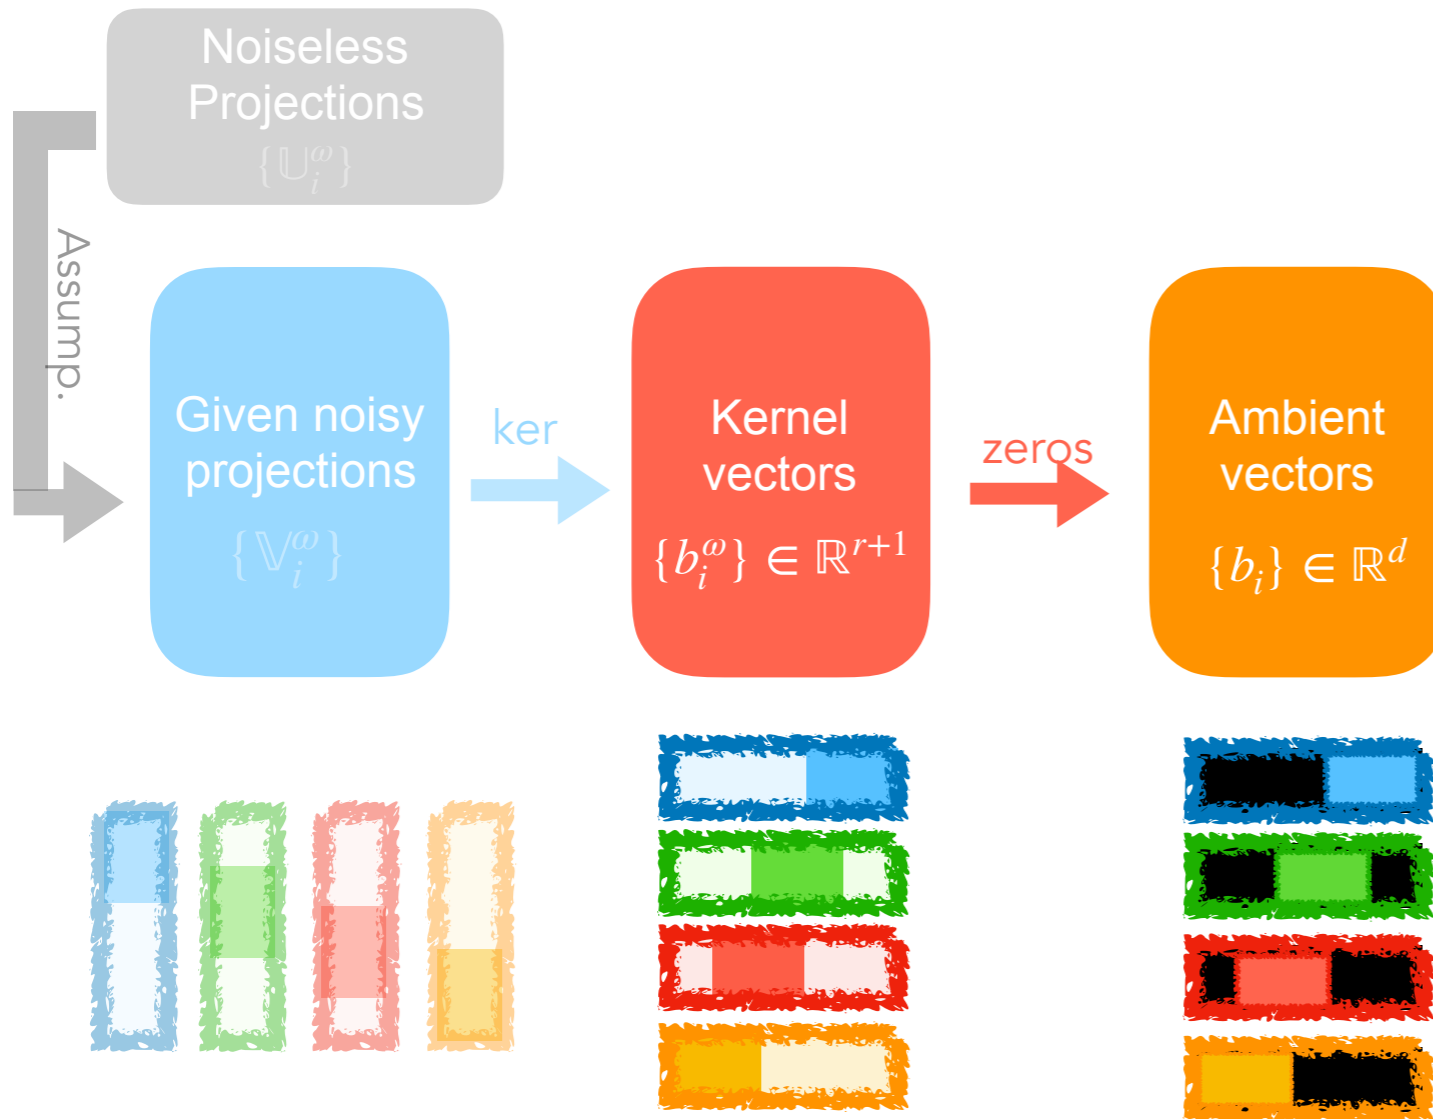 Noiseless
Projections
{𝕌ᵢ^ω}
Assump.
Given noisy
projections
{𝕍ᵢ^ω}
ker
Kernel
vectors
{bᵢ^ω} ∈ ℝ^{r+1}
zeros
Ambient
vectors
{bᵢ} ∈ ℝ^d